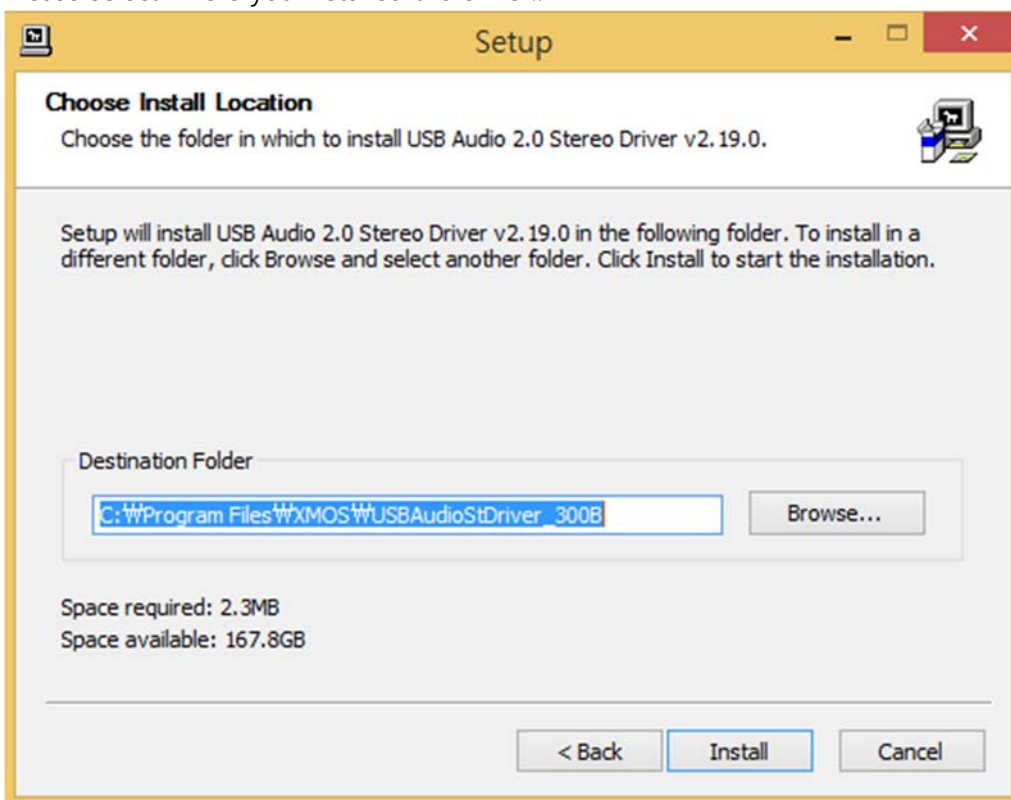 Setup
Choose Install Location
Choose the folder in which to install USB Audio 2.0 Stereo Driver v2.19.0.
Setup will install USB Audio 2.0 Stereo Driver v2.19.0 in the following folder. To install in a
different folder, click Browse and select another folder. Click Install to start the installation.
Destination Folder
C:₩Program Files₩XMOS₩USBAudioStDriver_300B
Browse...
Space required: 2.3MB
Space available: 167.8GB
< Back
Install
Cancel